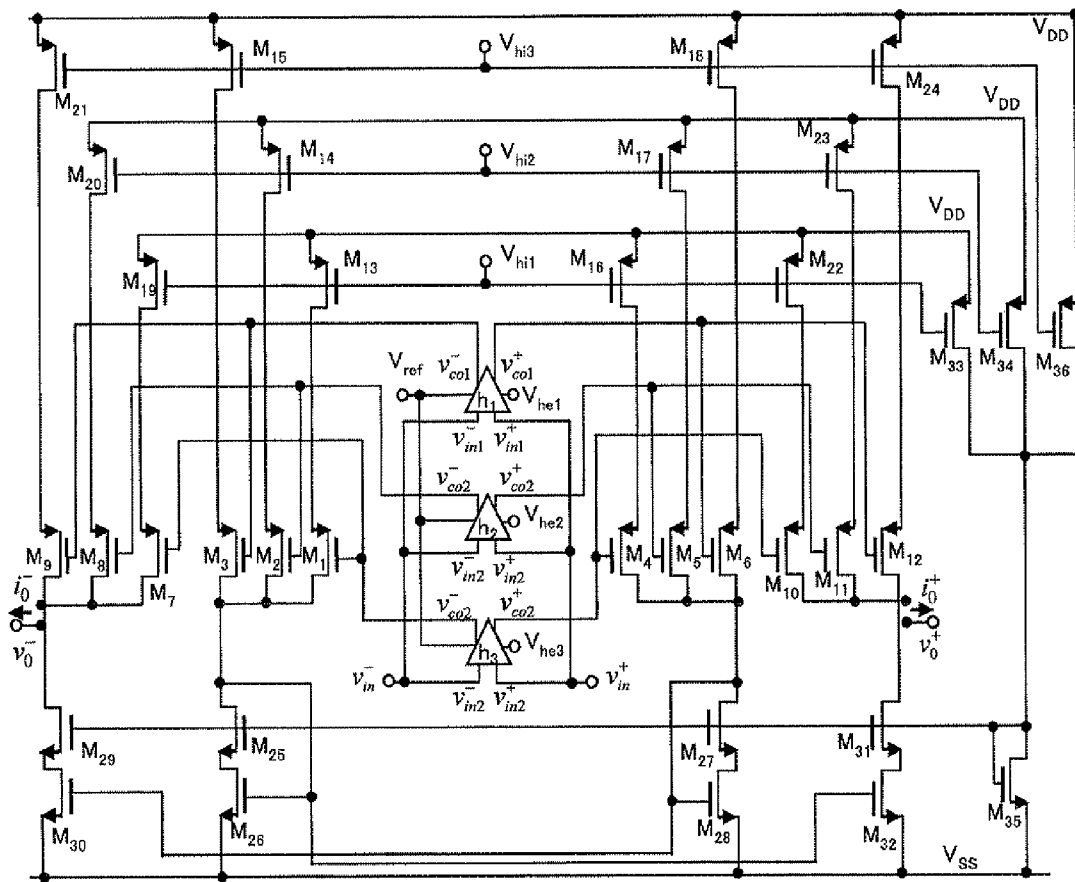 V_DD
M_15
V_hi3
M_18
M_21
M_24
V_DD
M_23
M_14
V_hi2
M_17
M_20
V_DD
M_13
V_hi1
M_16
M_22
M_19
V_ref
v_co1^- v_co1^+
M_33 M_34 M_36
h_1 V_he1
v_in1^- v_in1^+
v_co2^- v_co2^+
h_2 V_he2
M_9 M_8 M_7 M_3 M_2 M_1 M_4 M_5 M_6 M_10 M_11 M_12
v_in2^- v_in2^+
i_0^- i_0^+
v_co2^- v_co2^+
v_0^- v_0^+
h_3 V_he3
v_in^- v_in2^- v_in2^+ v_in^+
M_29 M_25 M_27 M_31
M_35
M_30 M_26 M_28 M_32
V_SS